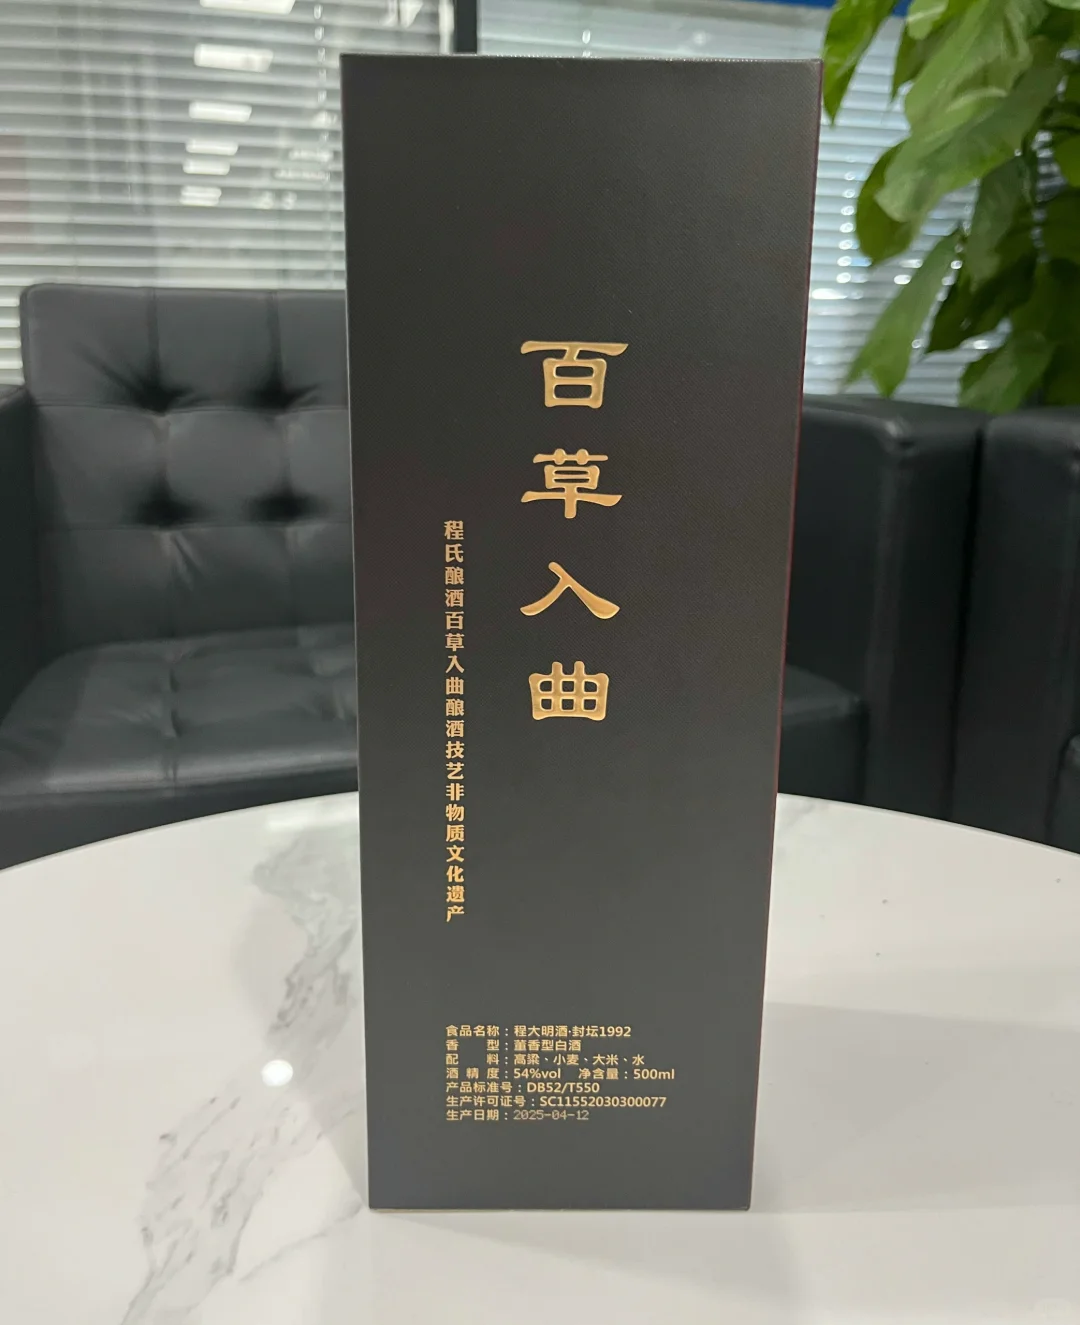 百草入曲
程氏酿酒百草入曲酿酒技艺非物质文化遗产
食品名称：程大明酒·封坛1992
香型：董香型白酒
配料：高粱、小麦、大米、水
酒精度：54%vol 净含量：500ml
产品标准号：DB52/T550
生产许可证号：SC11552030300077
生产日期：2025-04-12